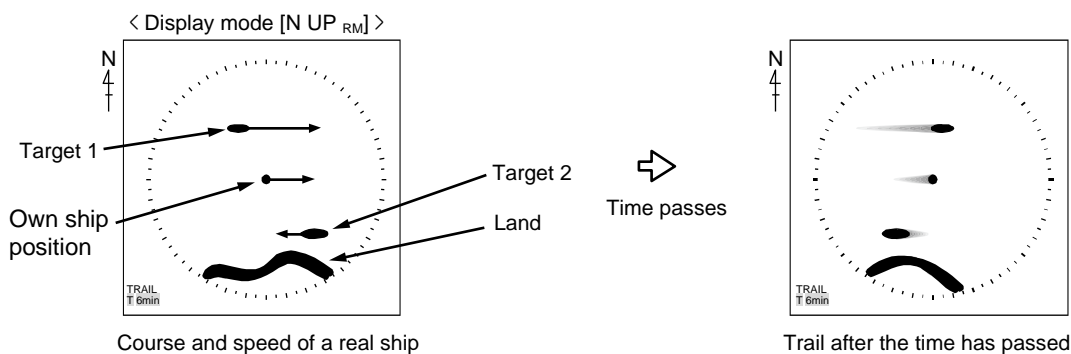 < Display mode [N UP RM] >
N
Target 1
Own ship
position
Target 2
Land
TRAIL
T 6min
Course and speed of a real ship
Time passes
N
TRAIL
T 6min
Trail after the time has passed